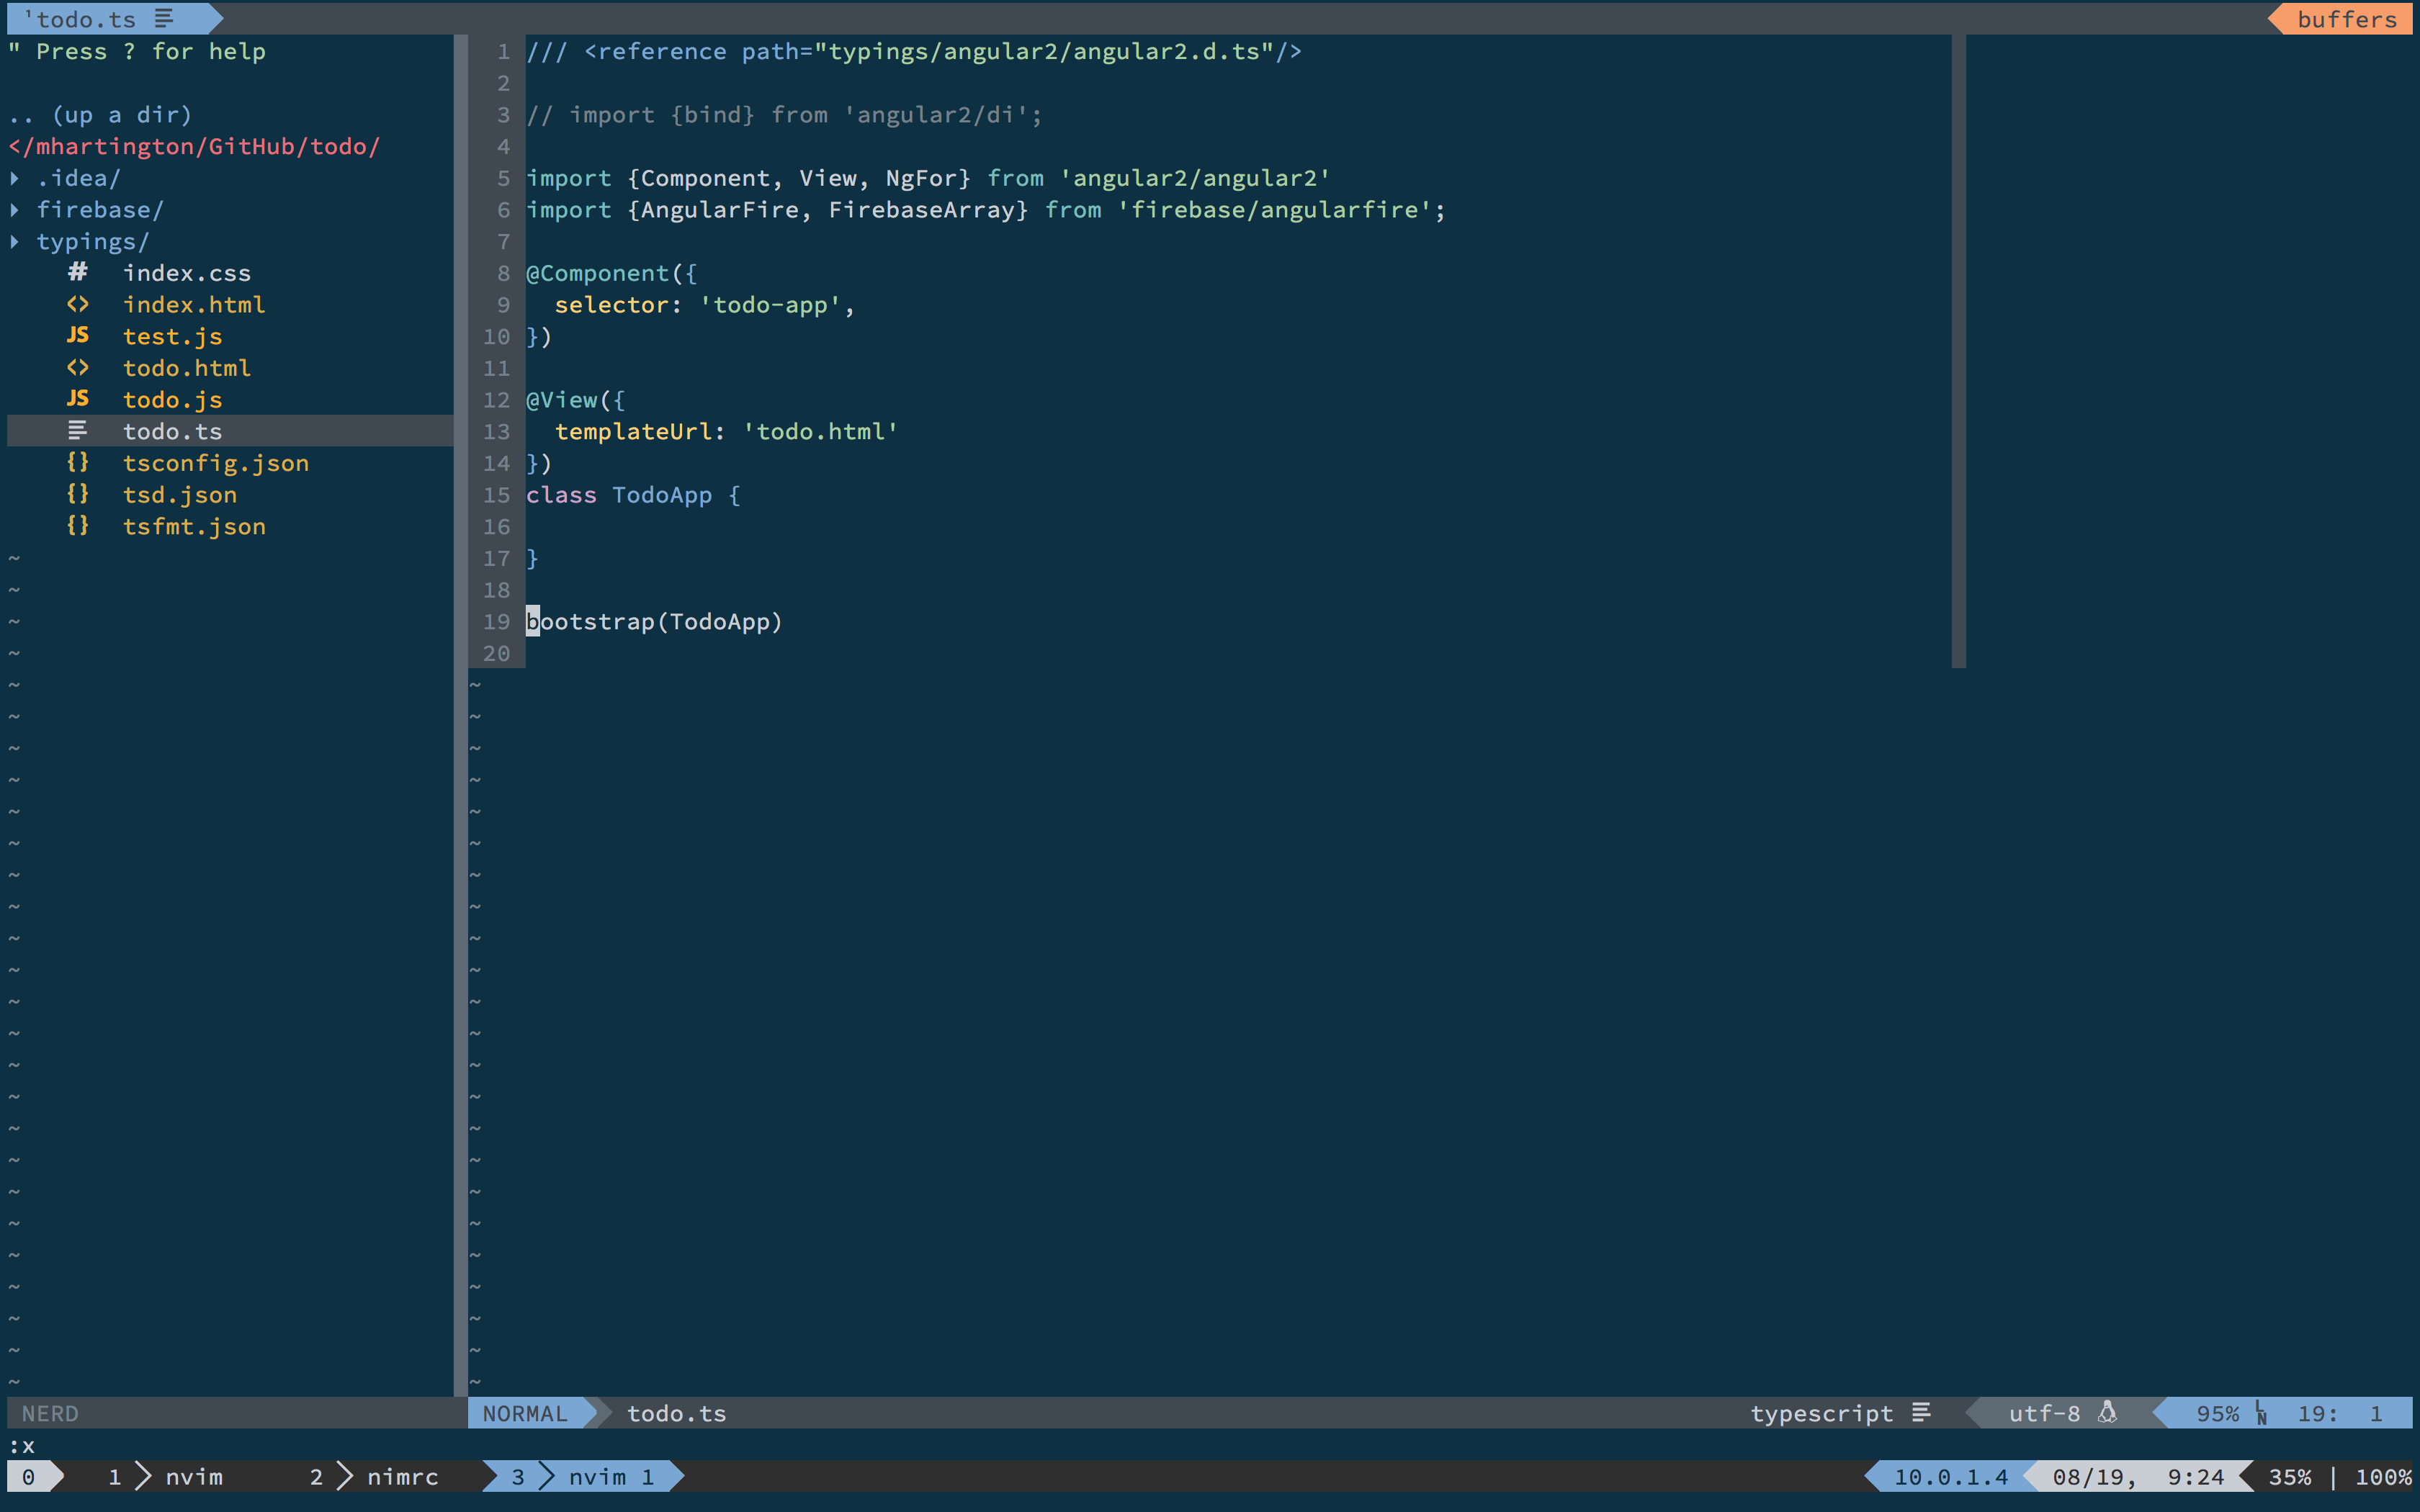 ¹todo.ts
buffers
" Press ? for help
.. (up a dir)
</mhartington/GitHub/todo/
.idea/
firebase/
typings/
# index.css
<> index.html
JS test.js
<> todo.html
JS todo.js
todo.ts
{} tsconfig.json
{} tsd.json
{} tsfmt.json
1 /// <reference path="typings/angular2/angular2.d.ts"/>
2
3 // import {bind} from 'angular2/di';
4
5 import {Component, View, NgFor} from 'angular2/angular2'
6 import {AngularFire, FirebaseArray} from 'firebase/angularfire';
7
8 @Component({
9   selector: 'todo-app',
10 })
11
12 @View({
13   templateUrl: 'todo.html'
14 })
15 class TodoApp {
16
17 }
18
19 bootstrap(TodoApp)
20
NERD
NORMAL todo.ts typescript utf-8 95% LN 19: 1
:x
0 1 nvim 2 nimrc 3 nvim 1 10.0.1.4 08/19, 9:24 35% | 100%